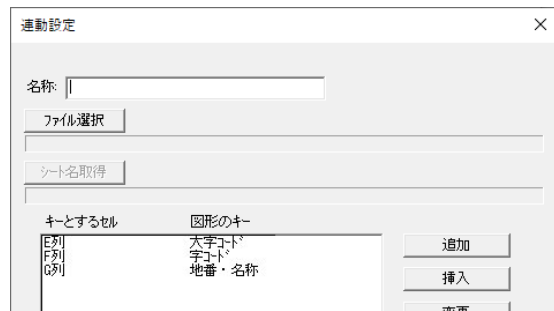 連動設定
名称:
ファイル選択
シート名取得
キーとするセル 図形のキー
E列 大字コード
F列 字コード
G列 地番・名称
追加
挿入
変更